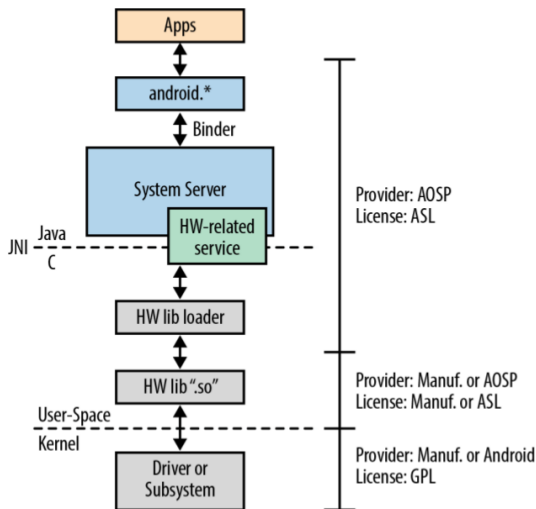 Apps
android.*
Binder
System Server
HW-related
service
JNI
Java
C
HW lib loader
HW lib ".so"
User-Space
Kernel
Driver or
Subsystem
Provider: AOSP
License: ASL
Provider: Manuf. or AOSP
License: Manuf. or ASL
Provider: Manuf. or Android
License: GPL